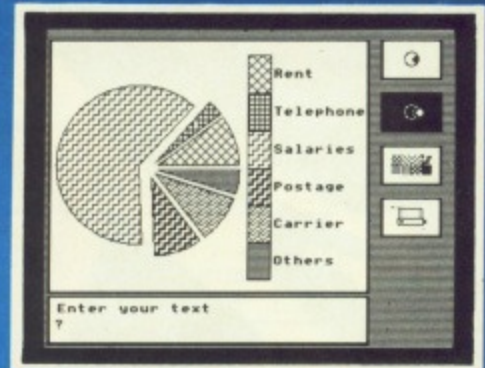 Rent
Telephone
Salaries
Postage
Carrier
Others
Enter your text
?